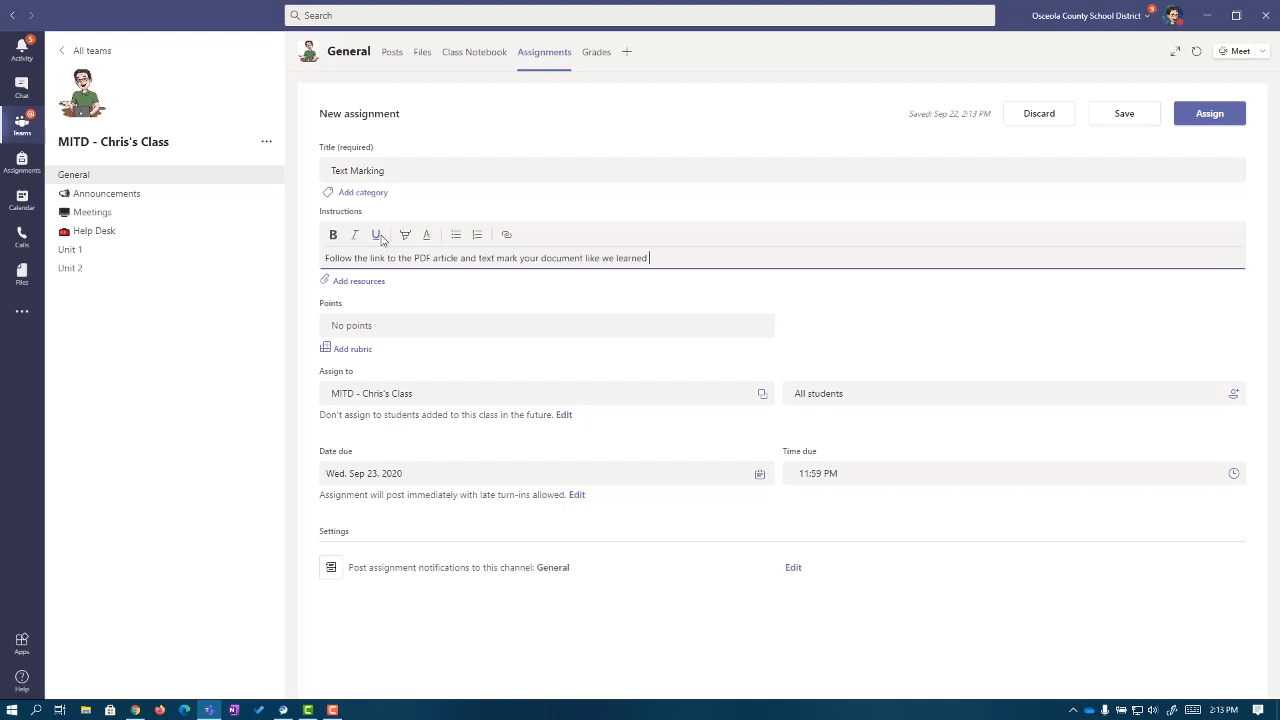 Search
Osceola County School District
9
5
Activity
Chat
@
Teams
Assignments
Calendar
Calls
Files
Apps
Help
All teams
MITD - Chris's Class
General
Announcements
Meetings
Help Desk
Unit 1
Unit 2
General Posts Files Class Notebook Assignments Grades
Meet
New assignment
Saved: Sep 22, 2:13 PM
Discard
Save
Assign
Title (required)
Text Marking
Add category
Instructions
B I U A
Follow the link to the PDF article and text mark your document like we learned
Add resources
Points
No points
Add rubric
Assign to
MITD - Chris's Class
All students
Don't assign to students added to this class in the future. Edit
Date due
Time due
Wed, Sep 23, 2020
11:59 PM
Assignment will post immediately with late turn-ins allowed. Edit
Settings
Post assignment notifications to this channel: General
Edit
2:13 PM